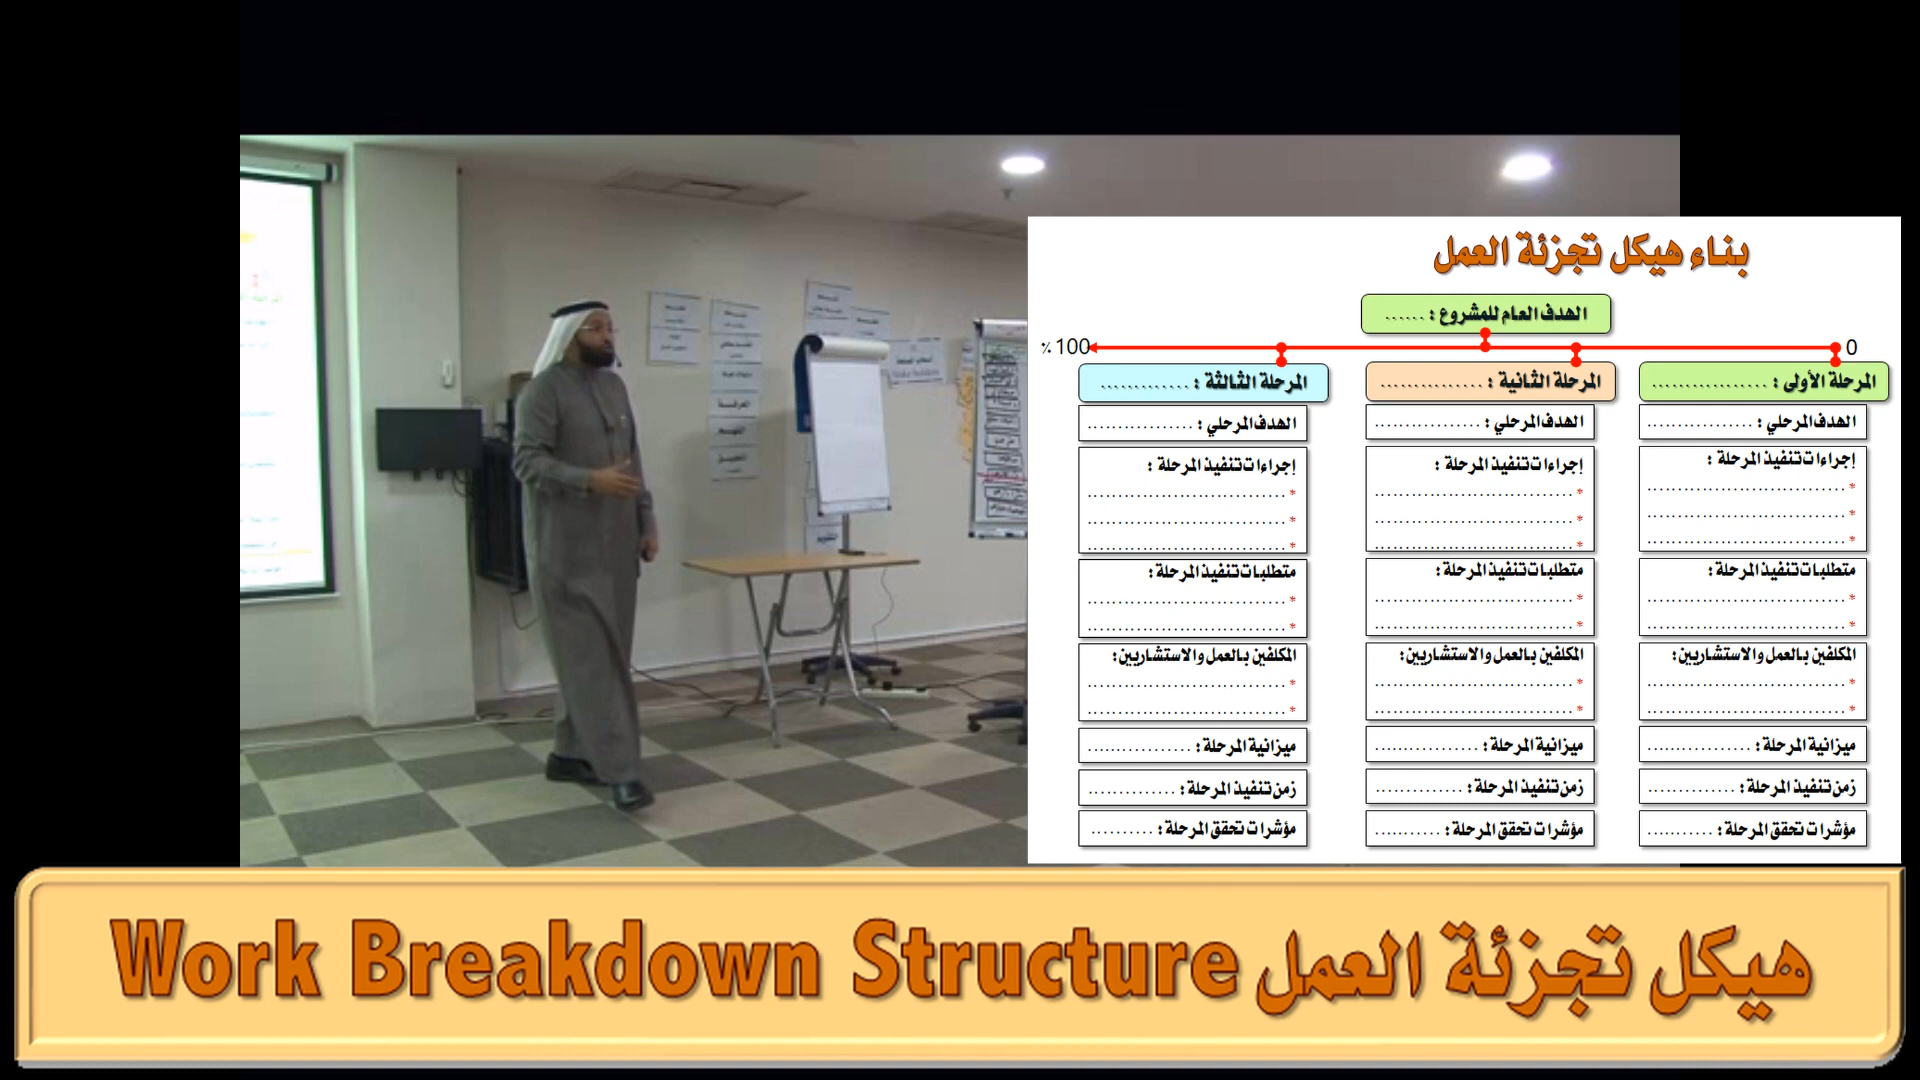 بناء هيكل تجزئة العمل
الهدف العام للمشروع : ......
0
100 ٪
المرحلة الأولى : .................
الهدف المرحلي : .................
إجراءات تنفيذ المرحلة :
* .................................
* .................................
* .................................
متطلبات تنفيذ المرحلة :
* .................................
* .................................
المكلفين بالعمل والاستشاريين :
* .................................
* .................................
ميزانية المرحلة : .................
زمن تنفيذ المرحلة : ..............
مؤشرات تحقق المرحلة : ...........
المرحلة الثانية : ...............
الهدف المرحلي : .................
إجراءات تنفيذ المرحلة :
* .................................
* .................................
* .................................
متطلبات تنفيذ المرحلة :
* .................................
* .................................
المكلفين بالعمل والاستشاريين :
* .................................
* .................................
ميزانية المرحلة : .................
زمن تنفيذ المرحلة : ..............
مؤشرات تحقق المرحلة : ...........
المرحلة الثالثة : .............
الهدف المرحلي : .................
إجراءات تنفيذ المرحلة :
* .................................
* .................................
* .................................
متطلبات تنفيذ المرحلة :
* .................................
* .................................
المكلفين بالعمل والاستشاريين :
* .................................
* .................................
ميزانية المرحلة : .................
زمن تنفيذ المرحلة : ..............
مؤشرات تحقق المرحلة : ..........
هيكل تجزئة العمل Work Breakdown Structure